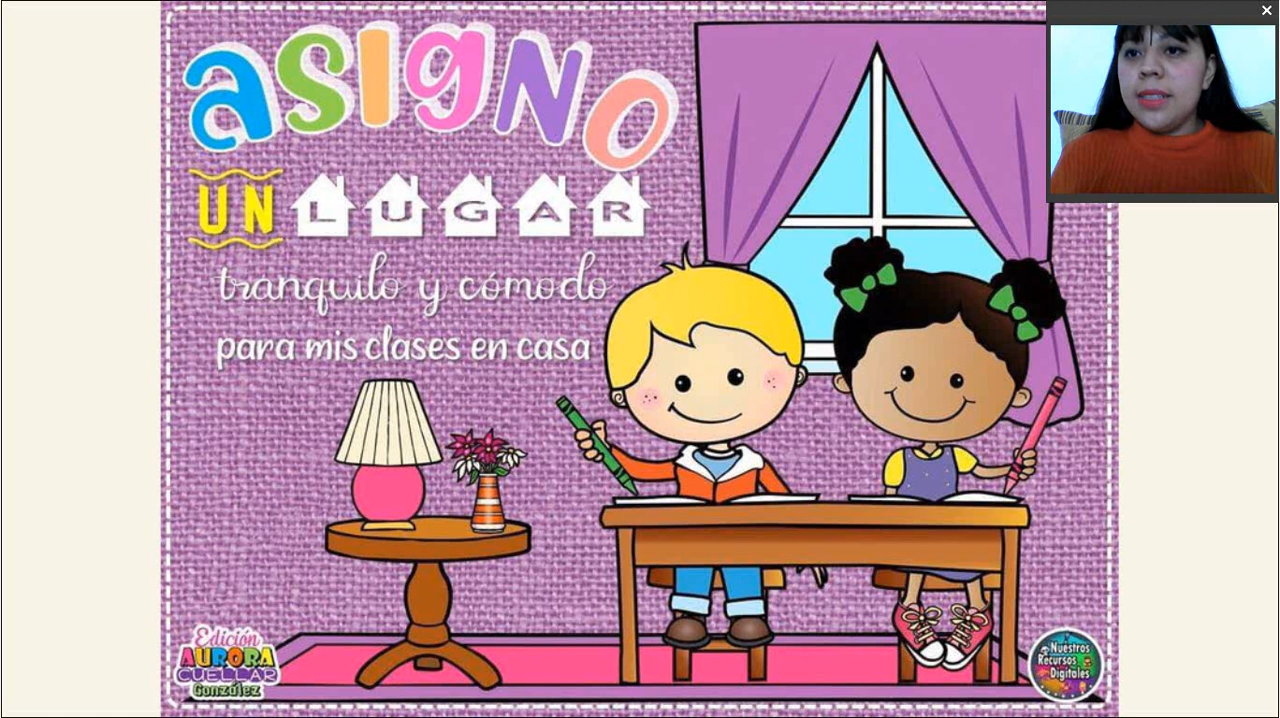 asigno
UN LUGAR
tranquilo y cómodo
para mis clases en casa
Edición
AURORA
CUELLAR
González
Nuestros
Recursos
Digitales